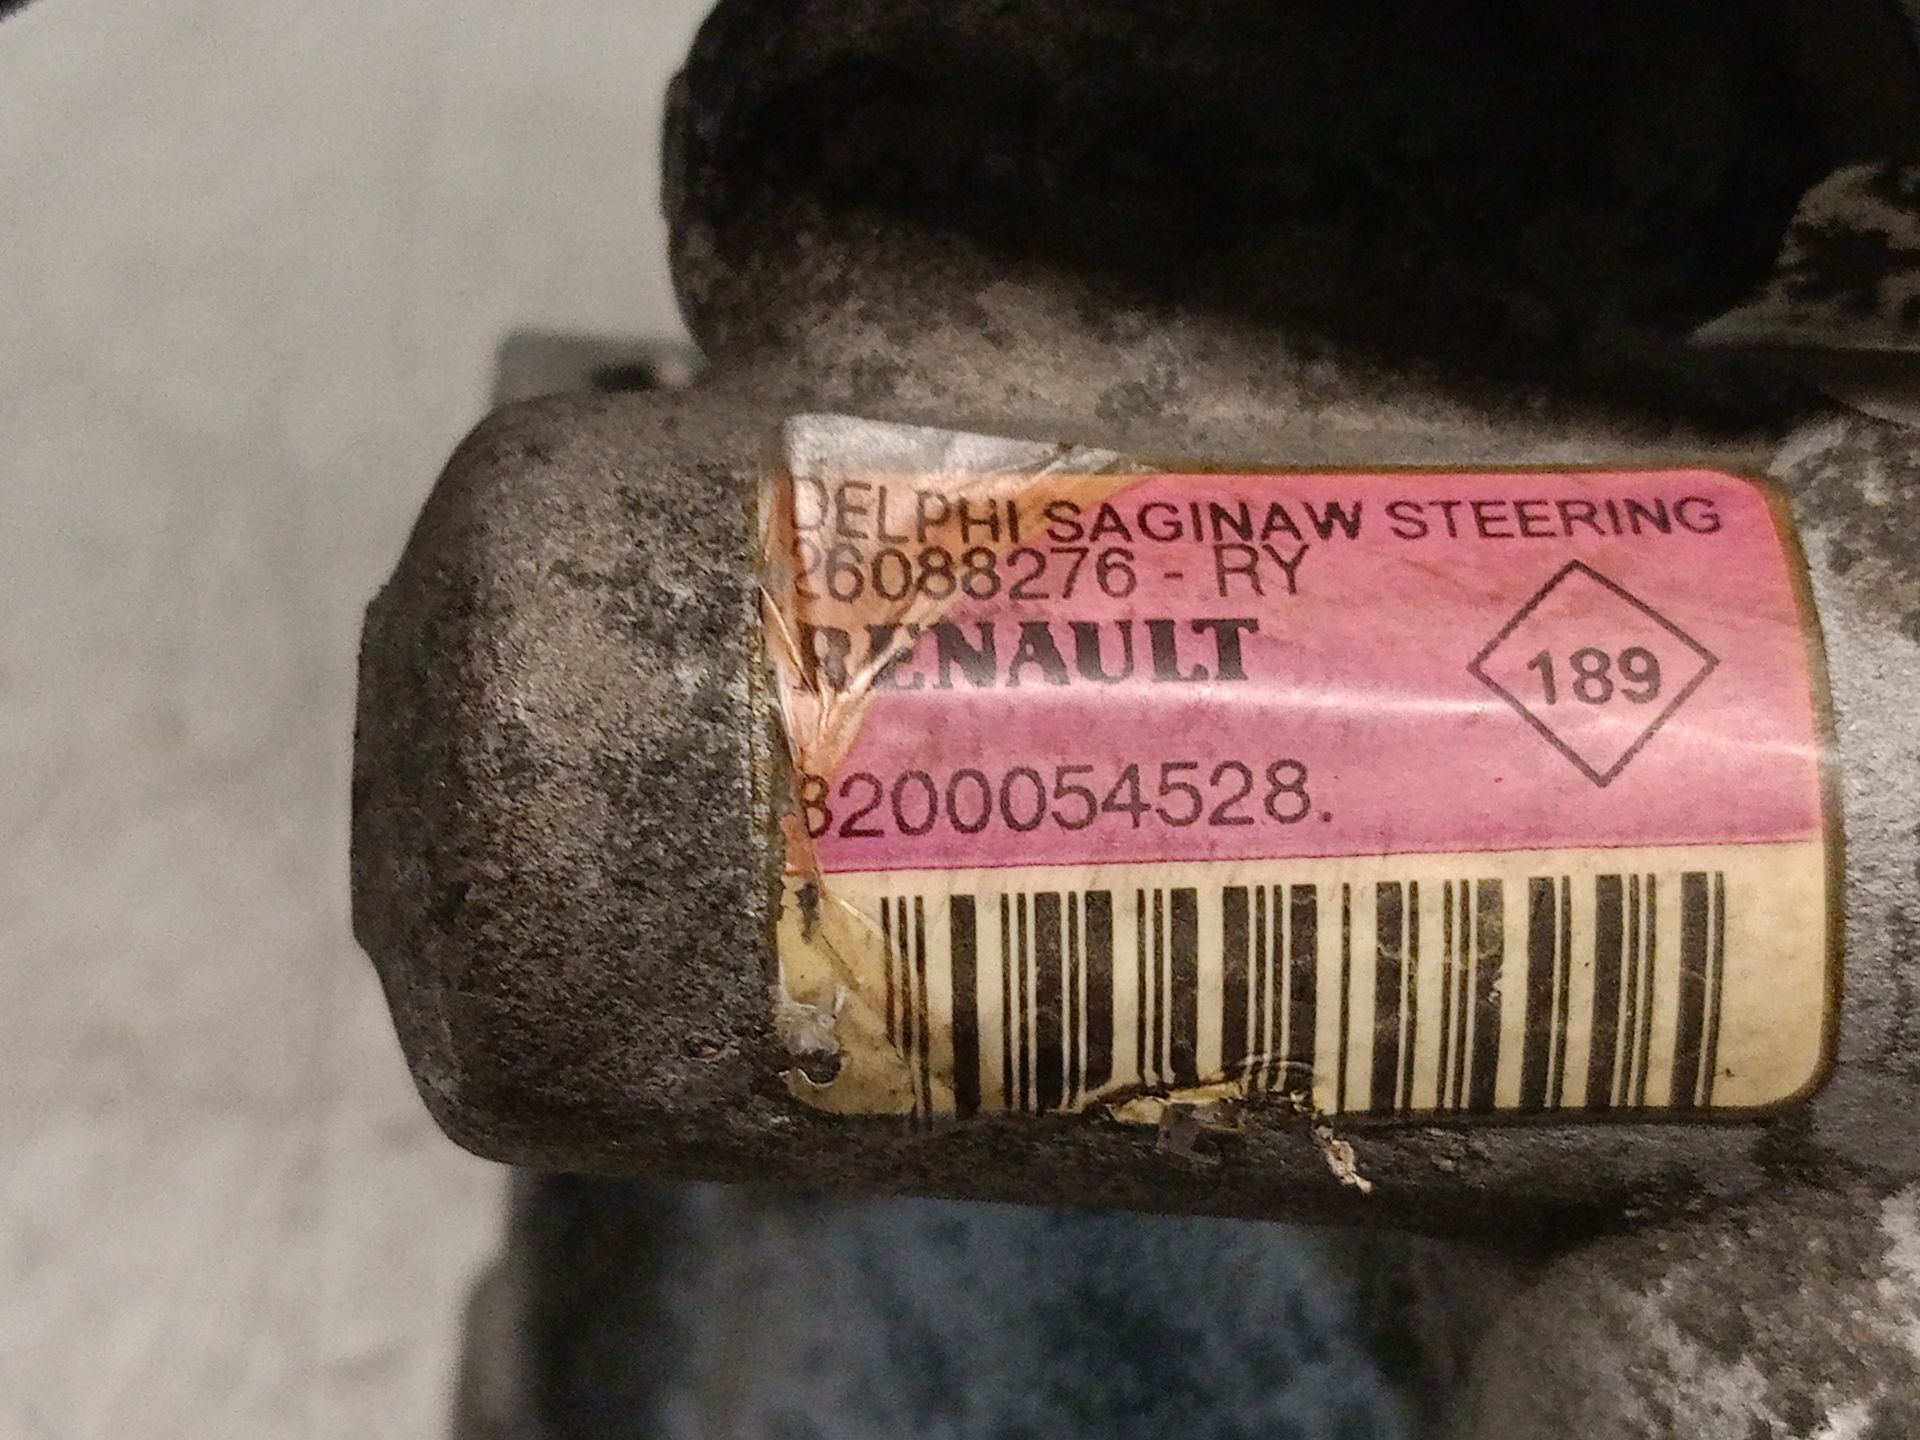 DELPHI SAGINAW STEERING
26088276 - RY
RENAULT
189
8200054528.